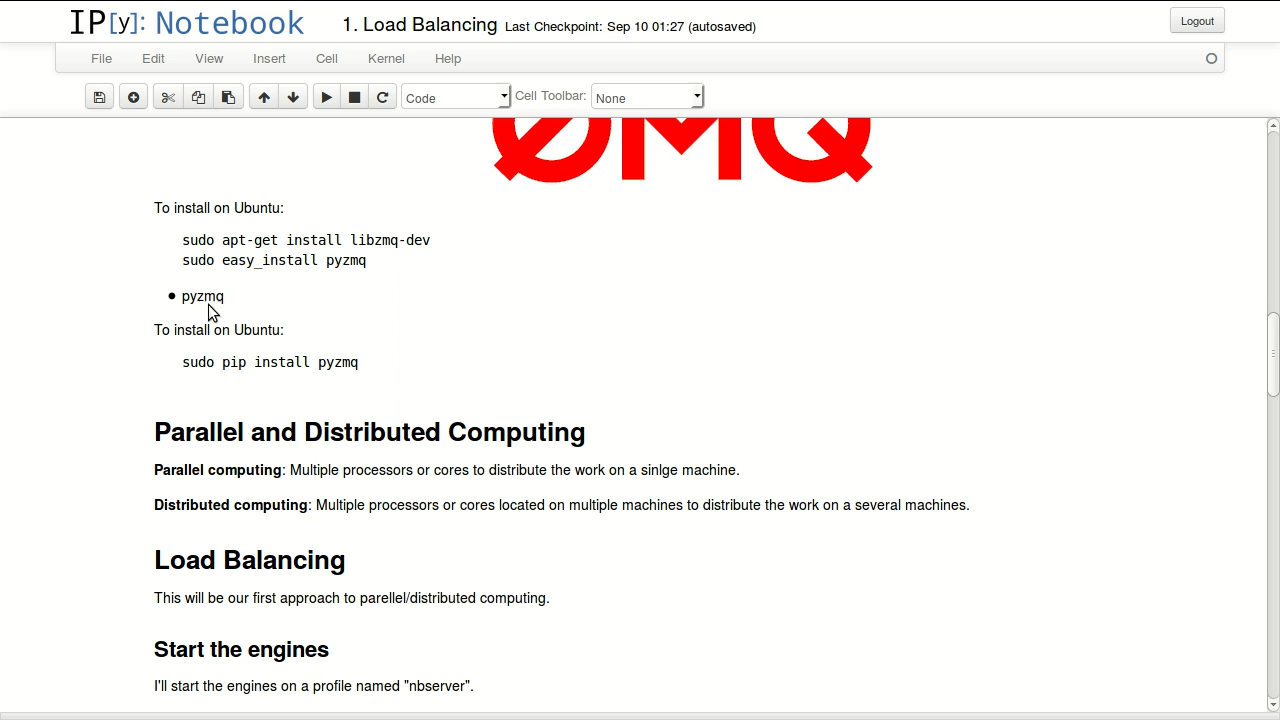 IP[y]: Notebook 1. Load Balancing Last Checkpoint: Sep 10 01:27 (autosaved) Logout
File Edit View Insert Cell Kernel Help
Code Cell Toolbar: None
ØMQ
To install on Ubuntu:
sudo apt-get install libzmq-dev
sudo easy_install pyzmq
● pyzmq
To install on Ubuntu:
sudo pip install pyzmq
Parallel and Distributed Computing
Parallel computing: Multiple processors or cores to distribute the work on a sinlge machine.
Distributed computing: Multiple processors or cores located on multiple machines to distribute the work on a several machines.
Load Balancing
This will be our first approach to parellel/distributed computing.
Start the engines
I'll start the engines on a profile named "nbserver".